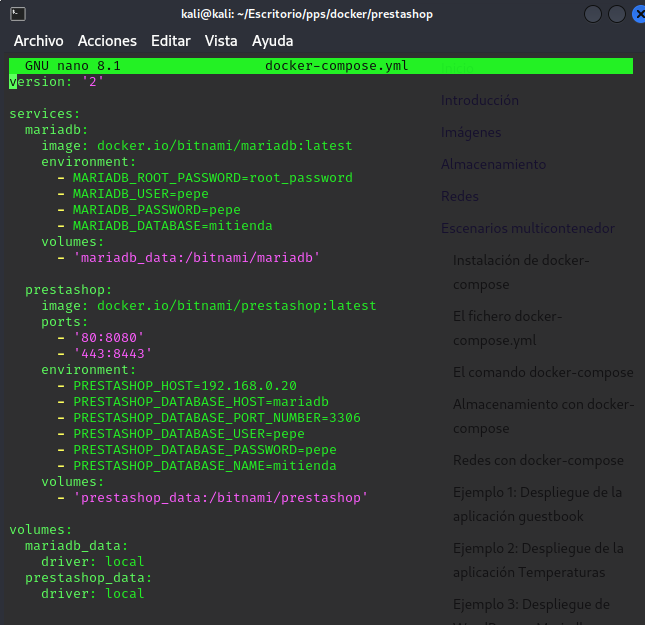 kali@kali: ~/Escritorio/pps/docker/prestashop
Archivo Acciones Editar Vista Ayuda
GNU nano 8.1 docker-compose.yml
version: '2'
services:
mariadb:
image: docker.io/bitnami/mariadb:latest
environment:
- MARIADB_ROOT_PASSWORD=root_password
- MARIADB_USER=pepe
- MARIADB_PASSWORD=pepe
- MARIADB_DATABASE=mitienda
volumes:
- 'mariadb_data:/bitnami/mariadb'
prestashop:
image: docker.io/bitnami/prestashop:latest
ports:
- '80:8080'
- '443:8443'
environment:
- PRESTASHOP_HOST=192.168.0.20
- PRESTASHOP_DATABASE_HOST=mariadb
- PRESTASHOP_DATABASE_PORT_NUMBER=3306
- PRESTASHOP_DATABASE_USER=pepe
- PRESTASHOP_DATABASE_PASSWORD=pepe
- PRESTASHOP_DATABASE_NAME=mitienda
volumes:
- 'prestashop_data:/bitnami/prestashop'
volumes:
mariadb_data:
driver: local
prestashop_data:
driver: local
Introducción
Imágenes
Almacenamiento
Redes
Escenarios multicontenedor
Instalación de docker-
compose
El fichero docker-
compose.yml
El comando docker-compose
Almacenamiento con docker-
compose
Redes con docker-compose
Ejemplo 1: Despliegue de la
aplicación guestbook
Ejemplo 2: Despliegue de la
aplicación Temperaturas
Ejemplo 3: Despliegue de